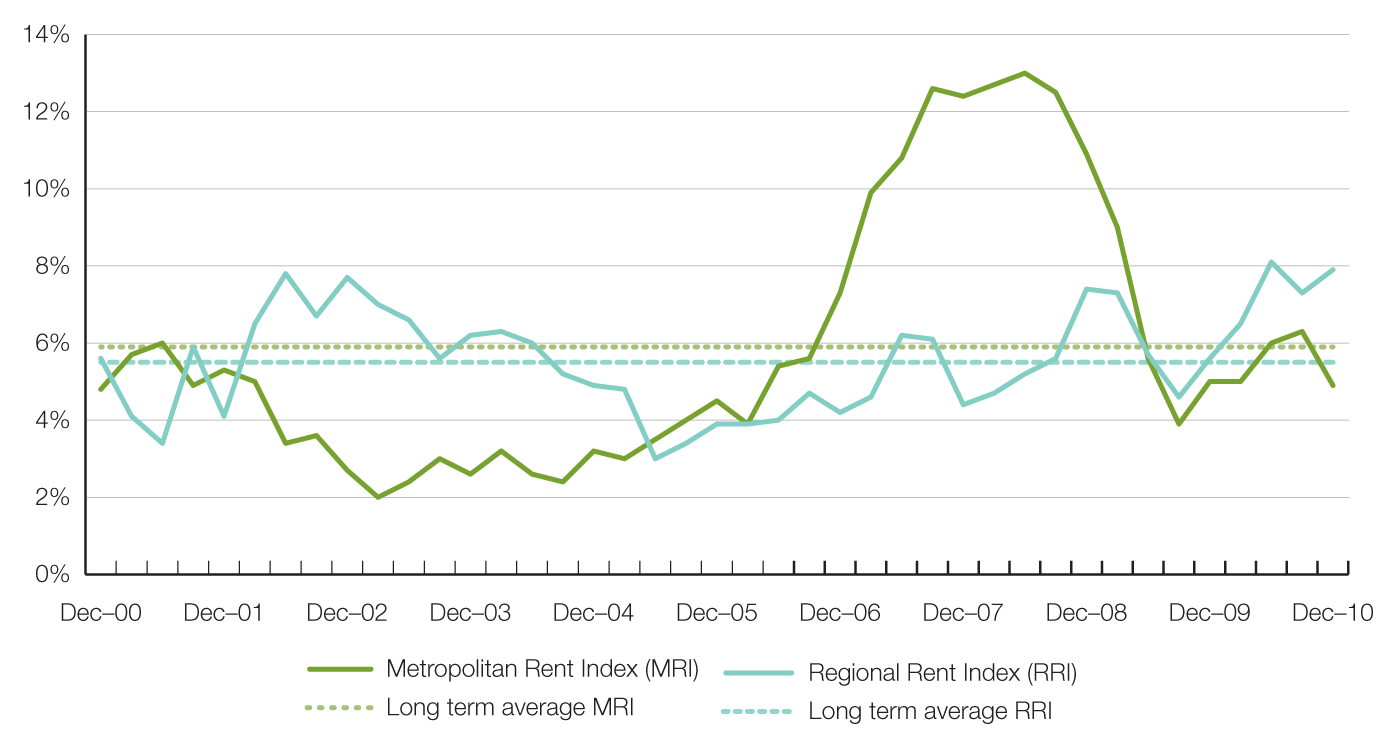 14%
12%
10%
8%
6%
4%
2%
0%
Dec–00 Dec–01 Dec–02 Dec–03 Dec–04 Dec–05 Dec–06 Dec–07 Dec–08 Dec–09 Dec–10
Metropolitan Rent Index (MRI) Regional Rent Index (RRI)
Long term average MRI Long term average RRI